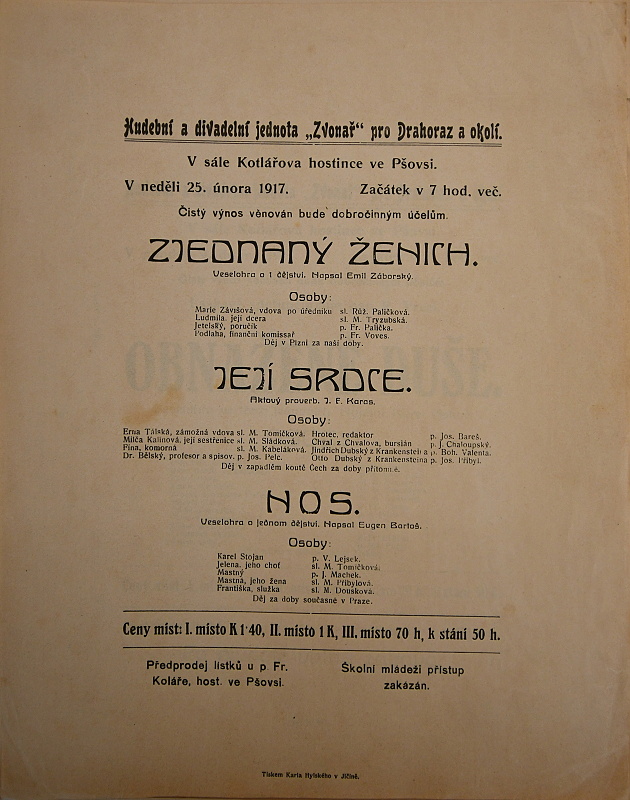 Hudební a divadelní jednota „Zvonař“ pro Drahoraz a okolí.
V sále Kotlářova hostince ve Pšovsi.
V neděli 25. února 1917. Začátek v 7 hod. več.
Čistý výnos věnován bude dobročinným účelům.
ZJEDNANÝ ŽENICH.
Veselohra o 1 dějství. Napsal Emil Záborský.
Osoby:
Marie Závišová, vdova po úředníku sl. Růž. Paličková.
Ludmila, její dcera sl. M. Tryzubská.
Jetelský, poručík p. Fr. Palička.
Podlaha, finanční komissař p. Fr. Voves.
Děj v Plzni za naší doby.
JEJÍ SRDCE.
Aktový proverb. J. F. Karas.
Osoby:
Erna Tálská, zámožná vdova sl. M. Tomíčková. Hrotec, redaktor p. Jos. Bareš.
Milča Kalinová, její sestřenice sl. M. Sládková. Chval z Chvalova, bursián p. J. Chaloupský.
Fina, komorná sl. M. Kabeláková. Jindřich Dubský z Krankensteina p. Boh. Valenta.
Dr. Bělský, profesor a spisov. p. Jos. Pelc. Otto Dubský z Krankensteina p. Jos. Přibyl.
Děj v zapadlém koutě Čech za doby přítomné.
NOS.
Veselohra o jednom dějství. Napsal Eugen Bartoš.
Osoby:
Karel Stojan p. V. Lejsek.
Jelena, jeho choť sl. M. Tomíčková.
Mastný p. J. Machek.
Mastná, jeho žena sl. M. Přibylová.
Františka, služka sl. M. Dousková.
Děj za doby současné v Praze.
Ceny míst: I. místo K 1·40, II. místo 1 K, III. místo 70 h, k stání 50 h.
Předprodej lístků u p Fr.
Koláře, host. ve Pšovsi.
Školní mládeži přístup
zakázán.
Tiskem Karla Hylského v Jičíně.